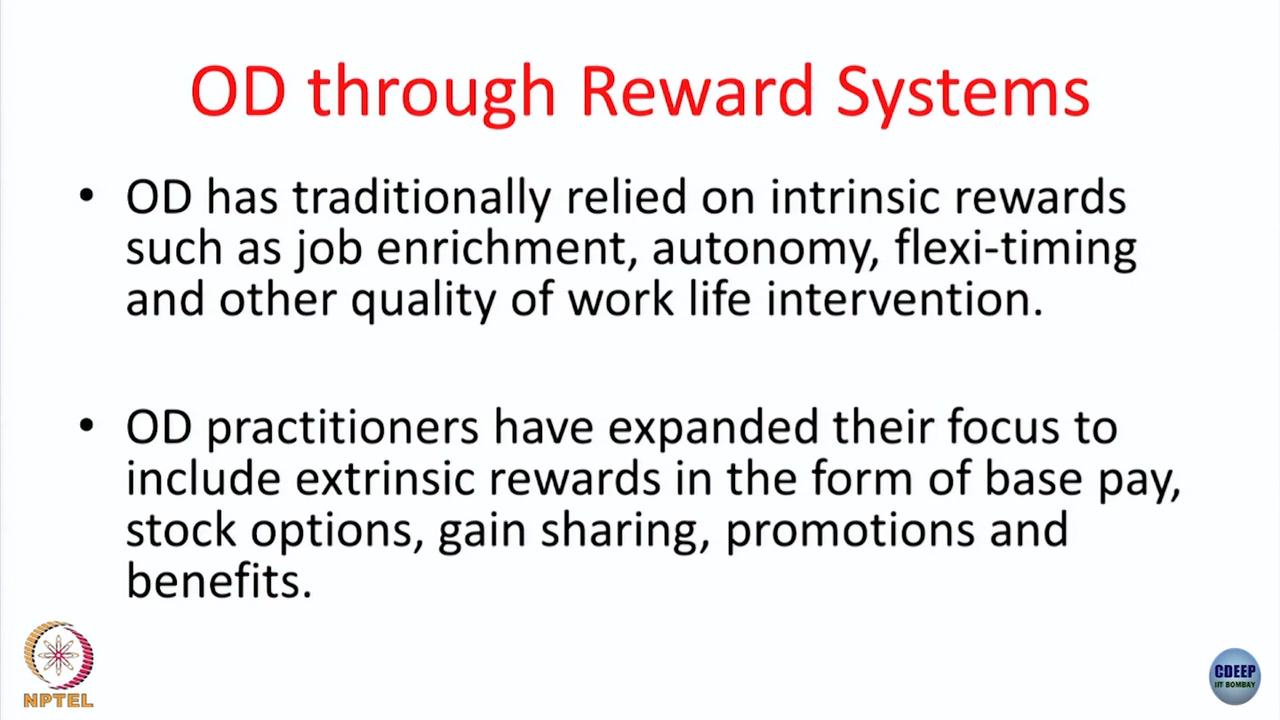 OD through Reward Systems
• OD has traditionally relied on intrinsic rewards
such as job enrichment, autonomy, flexi-timing
and other quality of work life intervention.
• OD practitioners have expanded their focus to
include extrinsic rewards in the form of base pay,
stock options, gain sharing, promotions and
benefits.
NPTEL
CDEEP
IIT BOMBAY